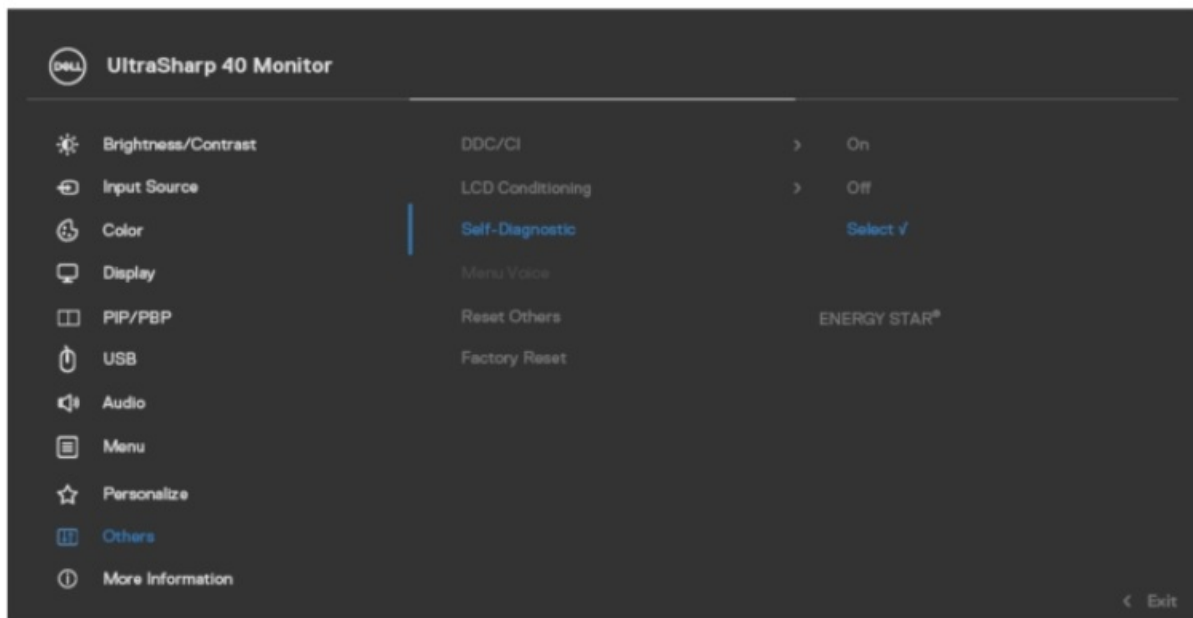 DELL UltraSharp 40 Monitor
Brightness/Contrast DDC/CI > On
Input Source LCD Conditioning > Off
Color Self-Diagnostic Select √
Display Menu Voice
PIP/PBP Reset Others ENERGY STAR®
USB Factory Reset
Audio
Menu
Personalize
Others
More Information
< Exit